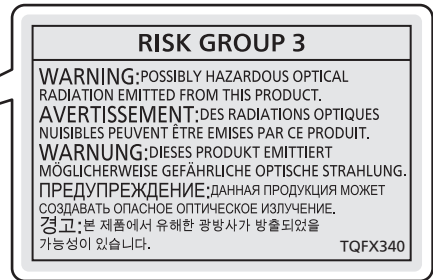 RISK GROUP 3
WARNING:POSSIBLY HAZARDOUS OPTICAL
RADIATION EMITTED FROM THIS PRODUCT.
AVERTISSEMENT:DES RADIATIONS OPTIQUES
NUISIBLES PEUVENT ÊTRE EMISES PAR CE PRODUIT.
WARNUNG:DIESES PRODUKT EMITTIERT
MÖGLICHERWEISE GEFÄHRLICHE OPTISCHE STRAHLUNG.
ПРЕДУПРЕЖДЕНИЕ:ДАННАЯ ПРОДУКЦИЯ МОЖЕТ
СОЗДАВАТЬ ОПАСНОЕ ОПТИЧЕСКОЕ ИЗЛУЧЕНИЕ.
경고:본 제품에서 유해한 광방사가 방출되었을
가능성이 있습니다. TQFX340